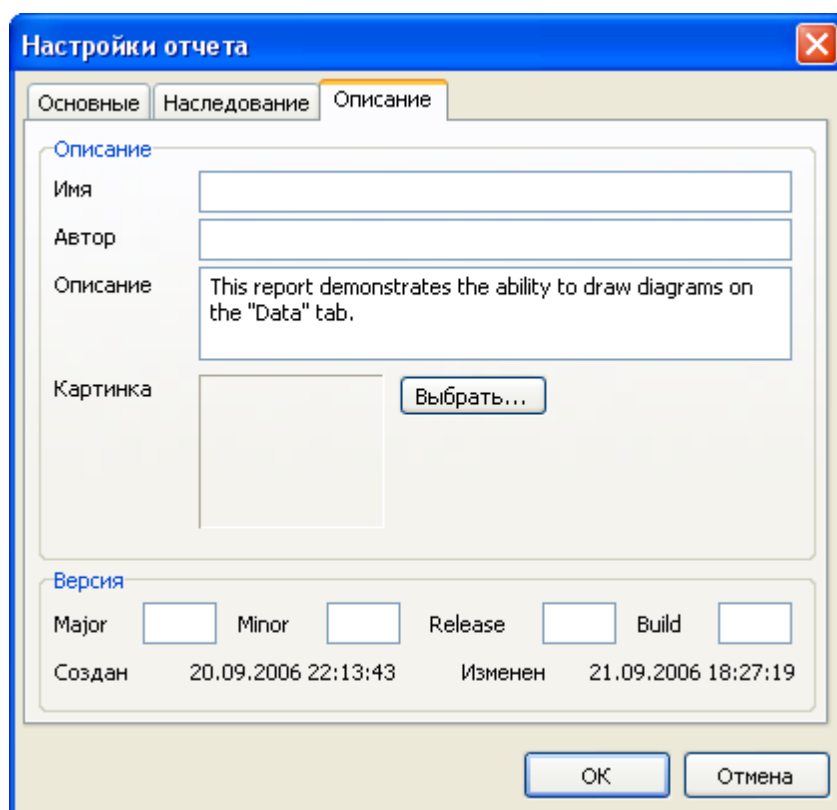 Настройки отчета
Основные Наследование Описание
Описание
Имя
Автор
Описание This report demonstrates the ability to draw diagrams on
the "Data" tab.
Картинка Выбрать...
Версия
Major Minor Release Build
Создан 20.09.2006 22:13:43 Изменен 21.09.2006 18:27:19
ОК Отмена